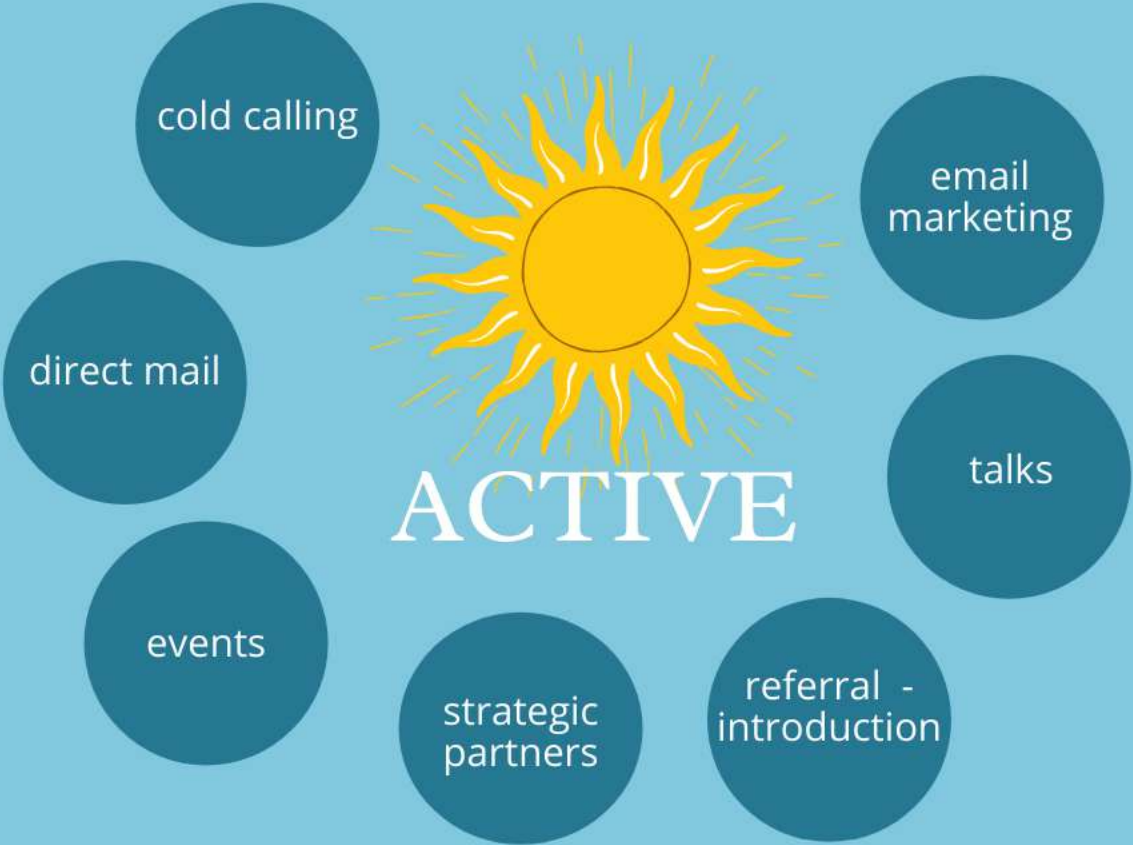 cold calling
email
marketing
direct mail
talks
ACTIVE
events
strategic
partners
referral -
introduction